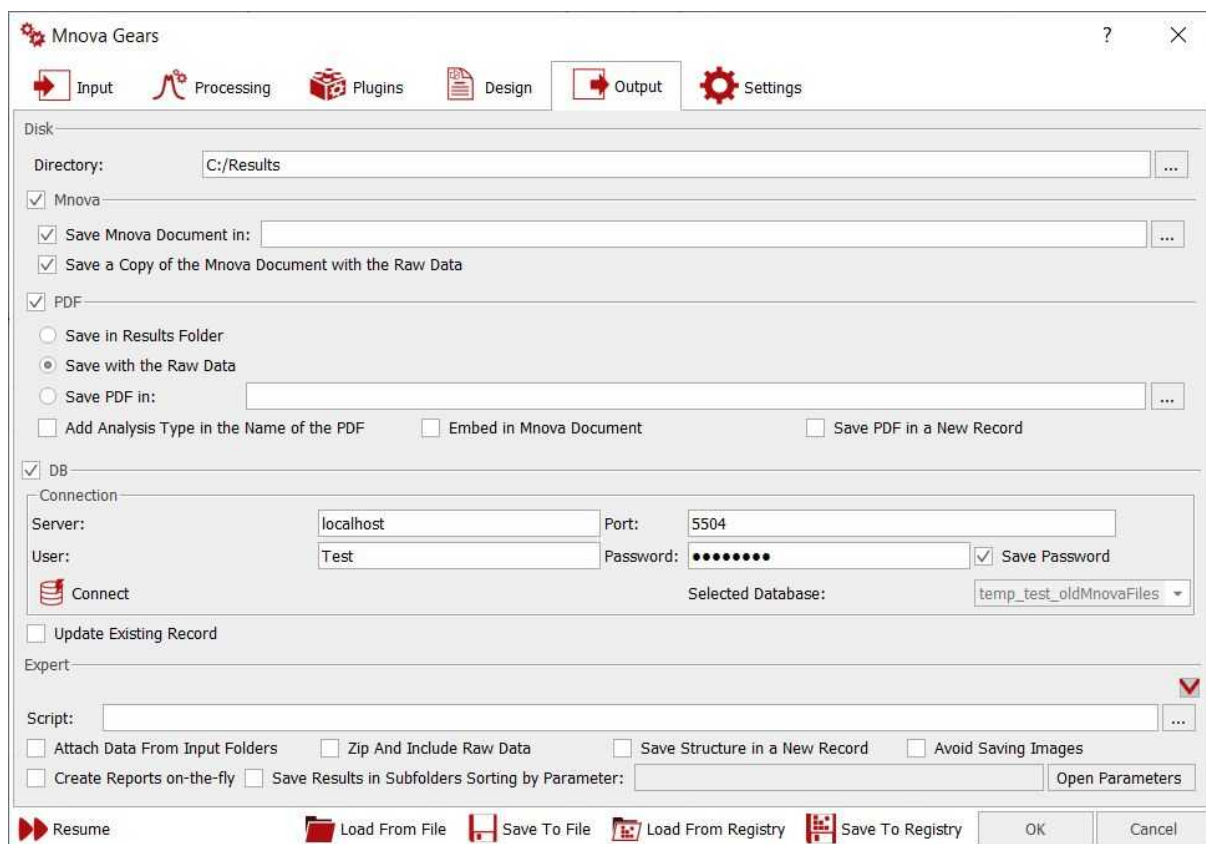 Mnova Gears ?
Input Processing Plugins Design Output Settings
Disk
Directory: C:/Results ...
Mnova
Save Mnova Document in: ...
Save a Copy of the Mnova Document with the Raw Data
PDF
Save in Results Folder
Save with the Raw Data
Save PDF in: ...
Add Analysis Type in the Name of the PDF Embed in Mnova Document Save PDF in a New Record
DB
Connection
Server: localhost Port: 5504
User: Test Password: ●●●●●●●● Save Password
Connect Selected Database: temp_test_oldMnovaFiles
Update Existing Record
Expert
Script: ...
Attach Data From Input Folders Zip And Include Raw Data Save Structure in a New Record Avoid Saving Images
Create Reports on-the-fly Save Results in Subfolders Sorting by Parameter: Open Parameters
Resume Load From File Save To File Load From Registry Save To Registry OK Cancel